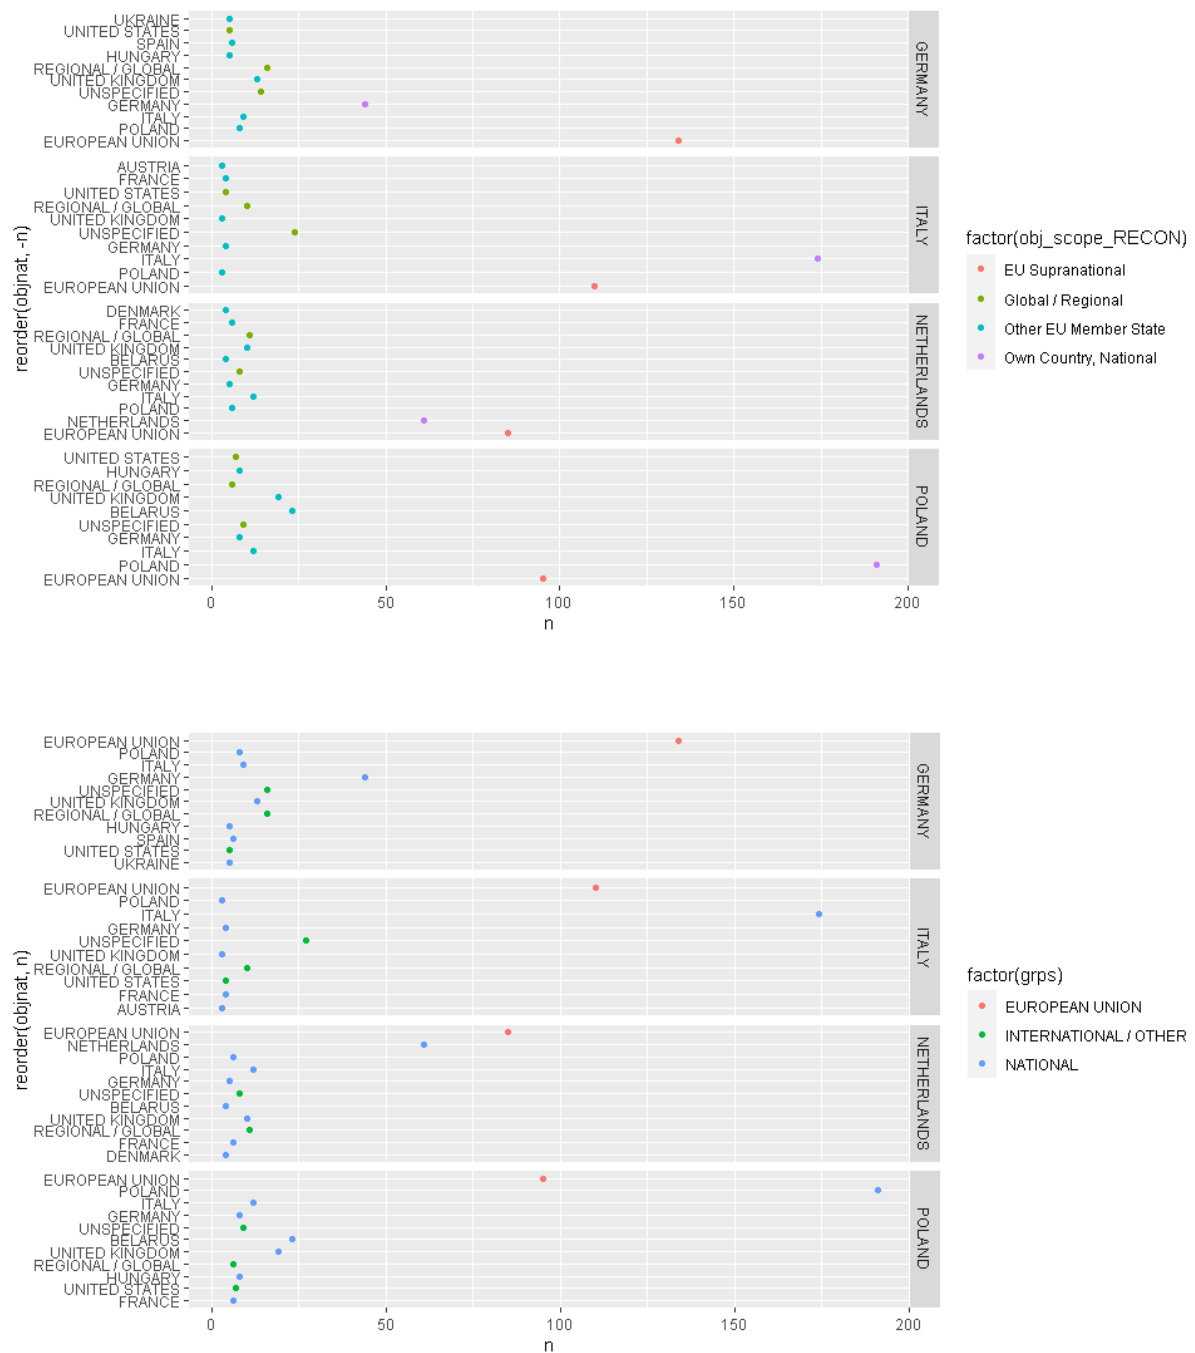 UKRAINE
UNITED STATES
SPAIN
HUNGARY
REGIONAL / GLOBAL
UNITED KINGDOM
UNSPECIFIED
GERMANY
ITALY
POLAND
EUROPEAN UNION
GERMANY
AUSTRIA
FRANCE
UNITED STATES
REGIONAL / GLOBAL
UNITED KINGDOM
UNSPECIFIED
GERMANY
ITALY
POLAND
EUROPEAN UNION
ITALY
DENMARK
FRANCE
REGIONAL / GLOBAL
UNITED KINGDOM
BELARUS
UNSPECIFIED
GERMANY
ITALY
POLAND
NETHERLANDS
EUROPEAN UNION
NETHERLANDS
UNITED STATES
HUNGARY
REGIONAL / GLOBAL
UNITED KINGDOM
BELARUS
UNSPECIFIED
GERMANY
ITALY
POLAND
EUROPEAN UNION
POLAND
0 50 100 150 200
n
reorder(objnat, -n)
factor(obj_scope_RECON)
EU Supranational
Global / Regional
Other EU Member State
Own Country, National
EUROPEAN UNION
POLAND
ITALY
GERMANY
UNSPECIFIED
UNITED KINGDOM
REGIONAL / GLOBAL
HUNGARY
SPAIN
UNITED STATES
UKRAINE
GERMANY
EUROPEAN UNION
POLAND
ITALY
GERMANY
UNSPECIFIED
UNITED KINGDOM
REGIONAL / GLOBAL
UNITED STATES
FRANCE
AUSTRIA
ITALY
EUROPEAN UNION
NETHERLANDS
POLAND
ITALY
GERMANY
UNSPECIFIED
BELARUS
UNITED KINGDOM
REGIONAL / GLOBAL
FRANCE
DENMARK
NETHERLANDS
EUROPEAN UNION
POLAND
ITALY
GERMANY
UNSPECIFIED
BELARUS
UNITED KINGDOM
REGIONAL / GLOBAL
HUNGARY
UNITED STATES
FRANCE
POLAND
0 50 100 150 200
n
reorder(objnat, n)
factor(grps)
EUROPEAN UNION
INTERNATIONAL / OTHER
NATIONAL